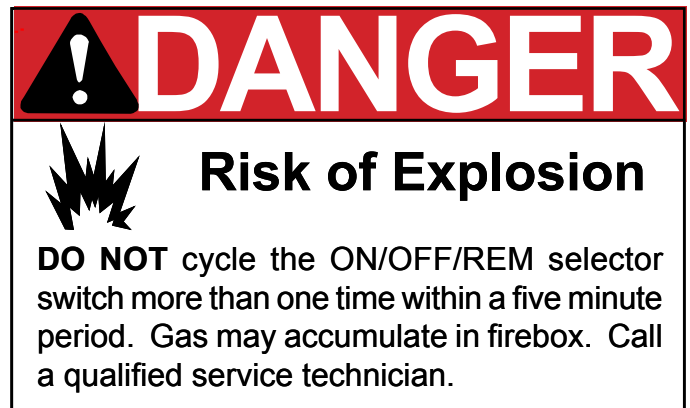 DANGER
Risk of Explosion
DO NOT cycle the ON/OFF/REM selector
switch more than one time within a five minute
period.  Gas may accumulate in firebox.  Call
a qualified service technician.